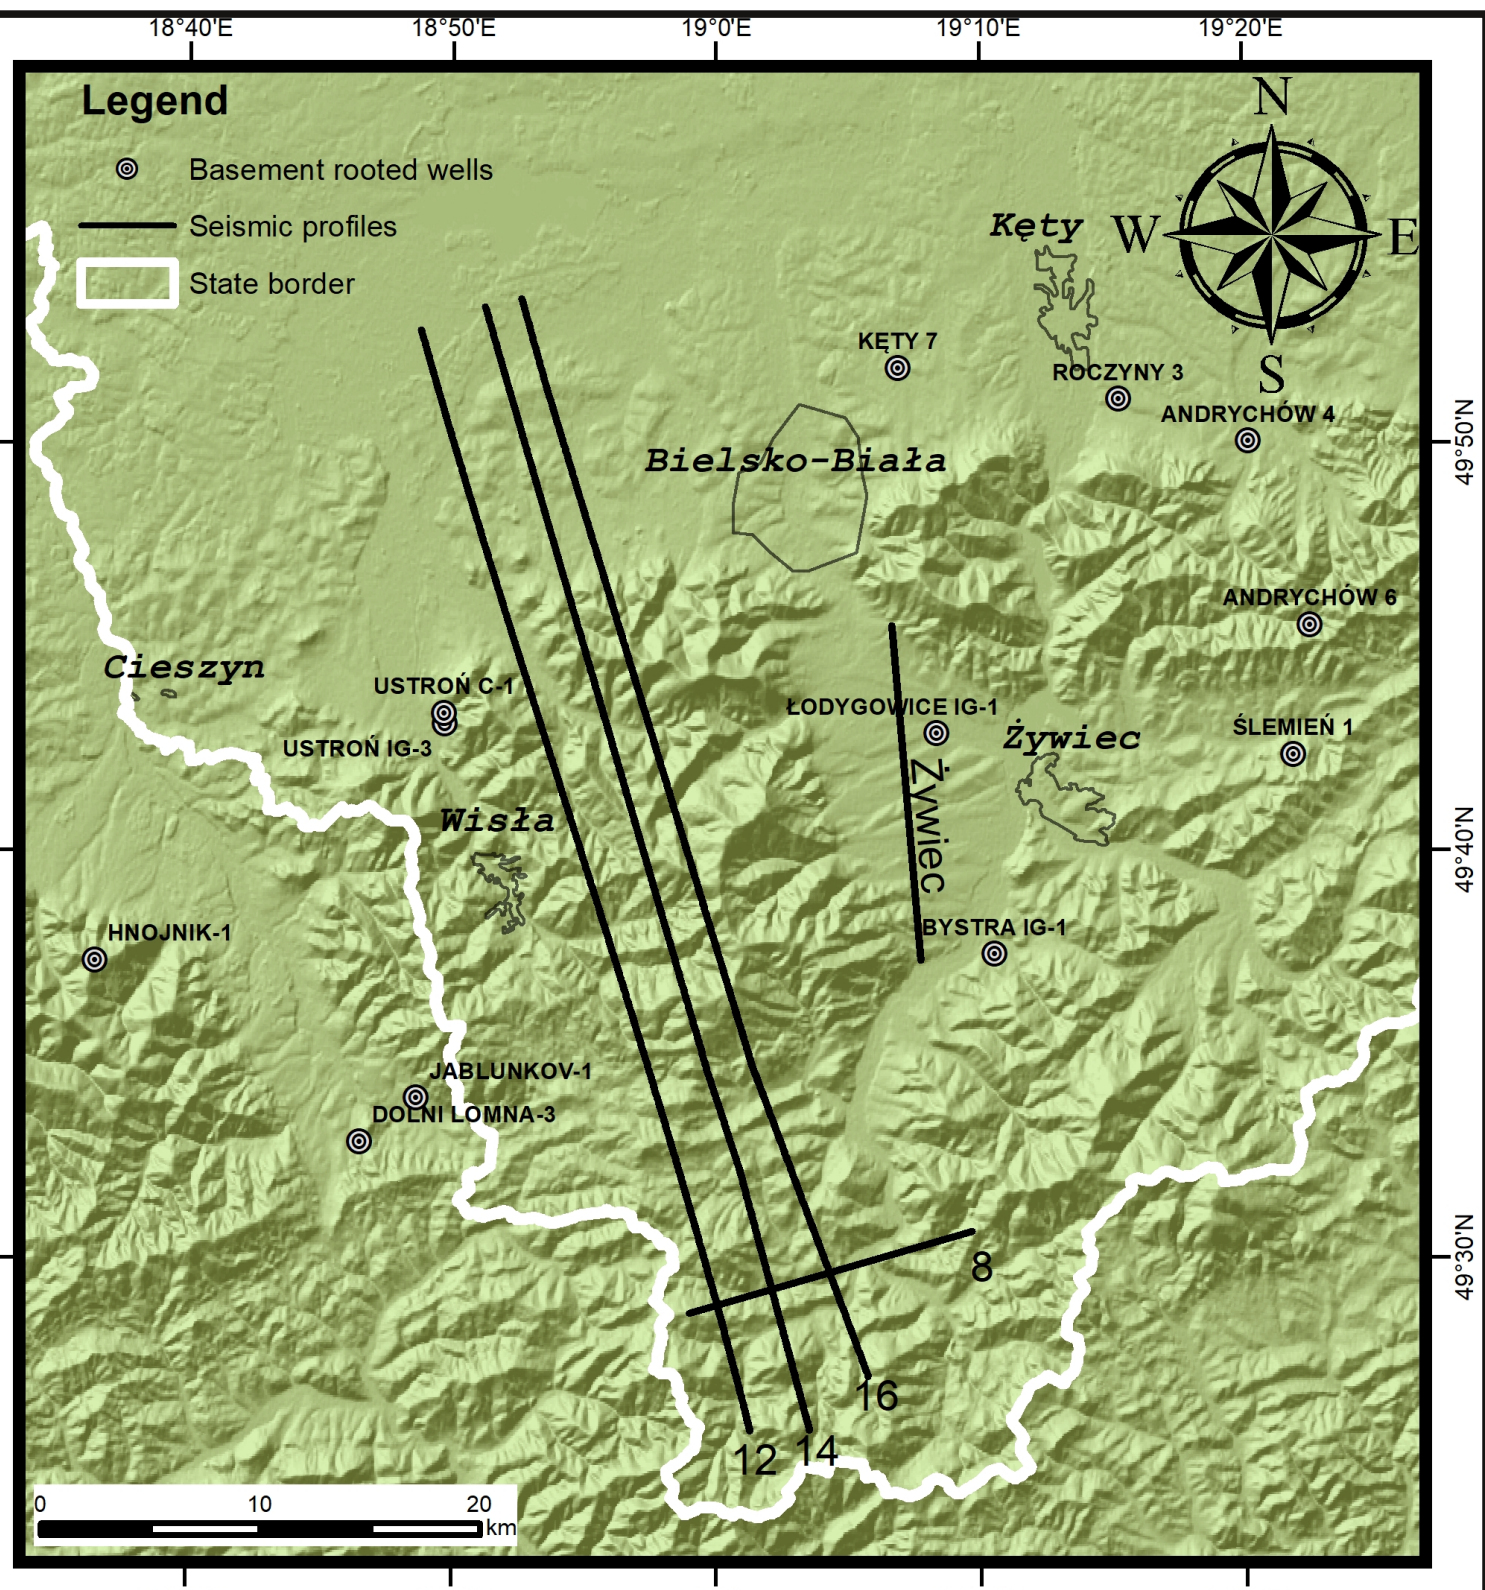 18°40'E 18°50'E 19°0'E 19°10'E 19°20'E
Legend
N
Basement rooted wells
Kęty
W
E
Seismic profiles
State border
KĘTY 7
ROCZYNY 3
S
ANDRYCHÓW 4
49°50'N
Bielsko-Biała
ANDRYCHÓW 6
Cieszyn
USTROŃ C-1
ŁODYGOWICE IG-1
ŚLEMIEŃ 1
Żywiec
USTROŃ IG-3
Żywiec
Wisła
49°40'N
BYSTRA IG-1
HNOJNIK-1
JABLUNKOV-1
DOLNI LOMNA-3
49°30'N
8
16
14
12
0 10 20
km